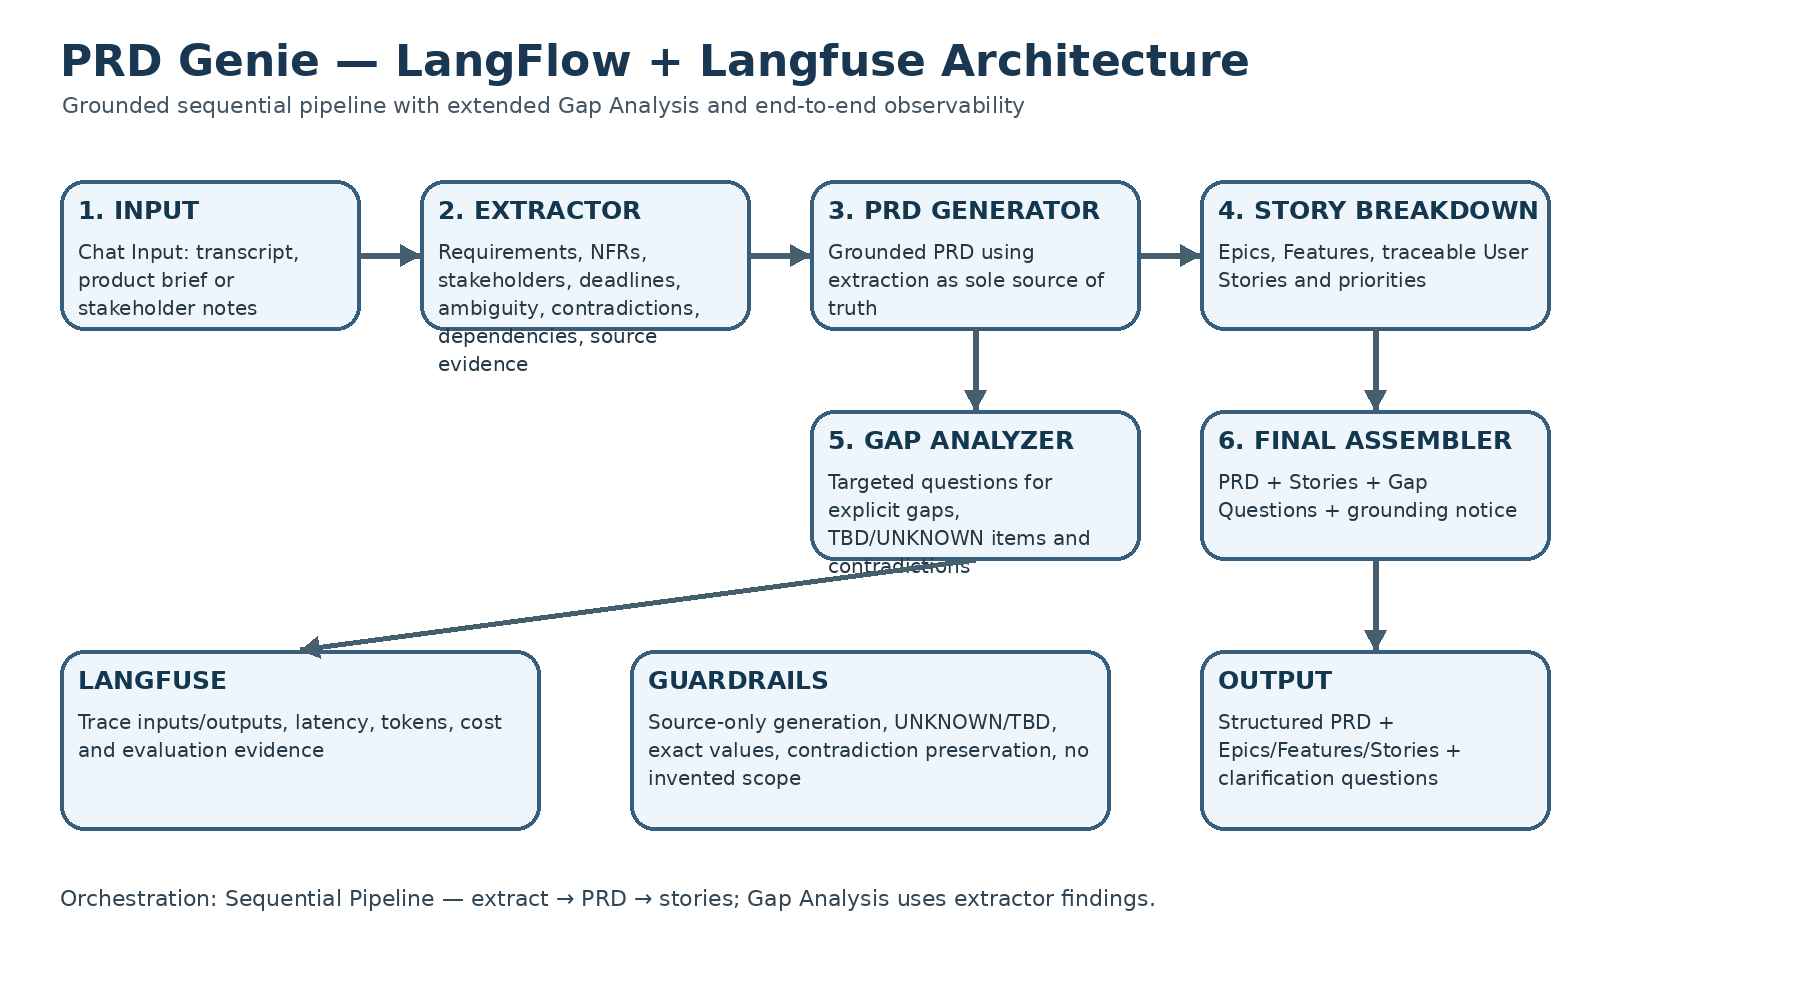 PRD Genie — LangFlow + Langfuse Architecture
Grounded sequential pipeline with extended Gap Analysis and end-to-end observability
1. INPUT
Chat Input: transcript,
product brief or
stakeholder notes
2. EXTRACTOR
Requirements, NFRs,
stakeholders, deadlines,
ambiguity, contradictions,
dependencies, source
evidence
3. PRD GENERATOR
Grounded PRD using
extraction as sole source of
truth
4. STORY BREAKDOWN
Epics, Features, traceable User
Stories and priorities
5. GAP ANALYZER
Targeted questions for
explicit gaps,
TBD/UNKNOWN items and
contradictions
6. FINAL ASSEMBLER
PRD + Stories + Gap
Questions + grounding notice
LANGFUSE
Trace inputs/outputs, latency, tokens, cost
and evaluation evidence
GUARDRAILS
Source-only generation, UNKNOWN/TBD,
exact values, contradiction preservation, no
invented scope
OUTPUT
Structured PRD +
Epics/Features/Stories +
clarification questions
Orchestration: Sequential Pipeline — extract → PRD → stories; Gap Analysis uses extractor findings.